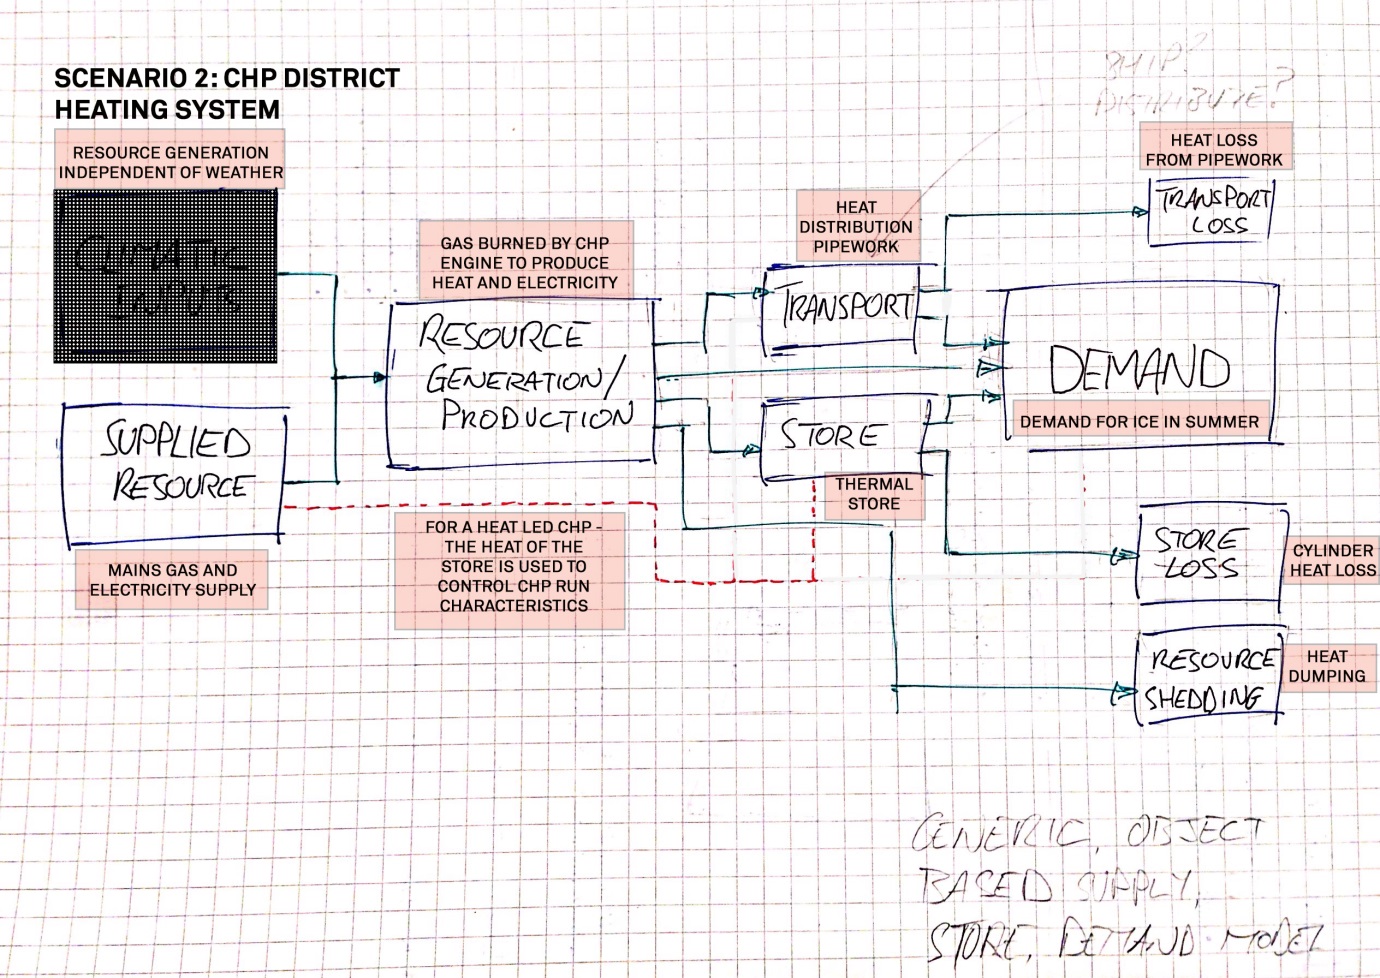 SCENARIO 2: CHP DISTRICT
HEATING SYSTEM
RESOURCE GENERATION
INDEPENDENT OF WEATHER
CLIMATIC
INPUTS
SUPPLIED
RESOURCE
MAINS GAS AND
ELECTRICITY SUPPLY
GAS BURNED BY CHP
ENGINE TO PRODUCE
HEAT AND ELECTRICITY
RESOURCE
GENERATION/
PRODUCTION
FOR A HEAT LED CHP -
THE HEAT OF THE
STORE IS USED TO
CONTROL CHP RUN
CHARACTERISTICS
HEAT
DISTRIBUTION
PIPEWORK
TRANSPORT
STORE
THERMAL
STORE
SHIP?
DISTRIBUTE?
HEAT LOSS
FROM PIPEWORK
TRANSPORT
LOSS
DEMAND
DEMAND FOR ICE IN SUMMER
STORE
LOSS
CYLINDER
HEAT LOSS
RESOURCE
SHEDDING
HEAT
DUMPING
GENERIC, OBJECT
BASED SUPPLY,
STORE, DEMAND MODEL